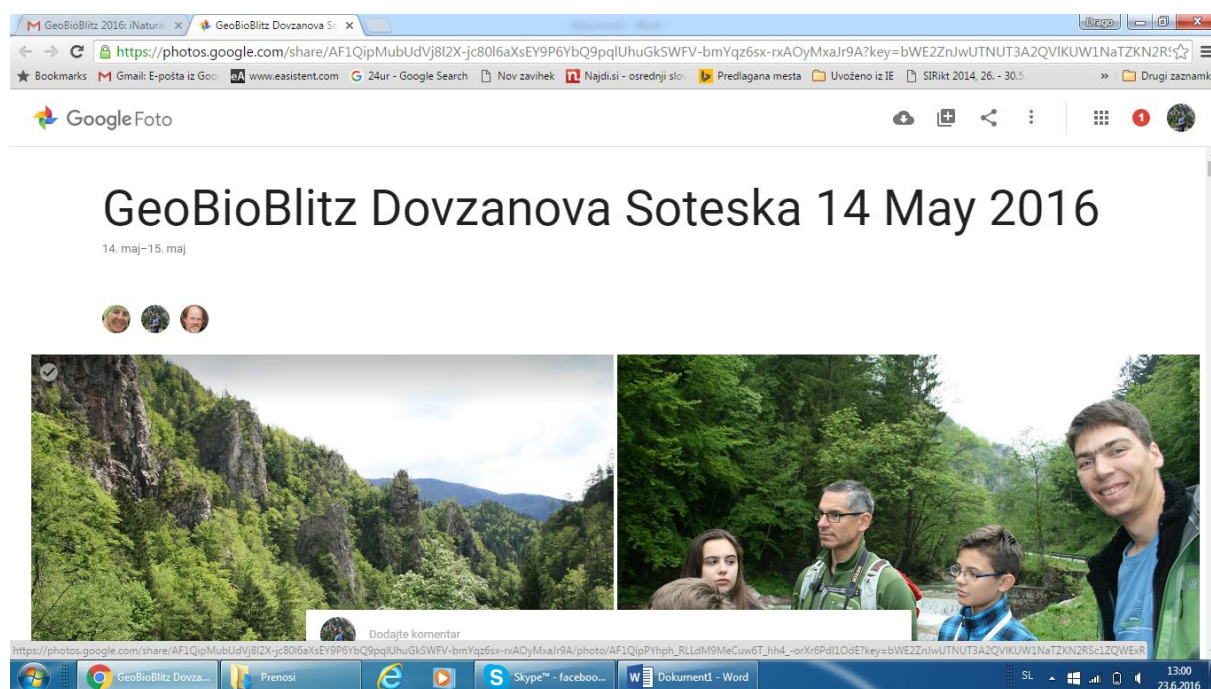 GeoBioBlitz 2016: iNatura
GeoBioBlitz Dovzanova So
Drago
https://photos.google.com/share/AF1QipMubUdVj8l2X-jc80l6aXsEY9P6YbQ9pqlUhuGkSWFV-bmYqz6sx-rxAOyMxaJr9A?key=bWE2ZnJwUTNUT3A2QVlKUW1NaTZKN2RS
Bookmarks
Gmail: E-pošta iz Goo
www.easistent.com
24ur - Google Search
Nov zavihek
Najdi.si - osrednji slov
Predlagana mesta
Uvoženo iz IE
SIRikt 2014, 26. - 30.5
»
Drugi zaznamk
Google Foto
1
GeoBioBlitz Dovzanova Soteska 14 May 2016
14. maj–15. maj
Dodajte komentar
https://photos.google.com/share/AF1QipMubUdVj8l2X-jc80l6aXsEY9P6YbQ9pqlUhuGkSWFV-bmYqz6sx-rxAOyMxaJr9A/photo/AF1QipPYhph_RLLdM9MeCuw6T_hh4_-orXr6Pdl1OdE?key=bWE2ZnJwUTNUT3A2QVlKUW1NaTZKN2RSc1ZQWExR
GeoBioBlitz Dovza...
Prenosi
Skype™ - faceboo...
Dokument1 - Word
SL
13:00
23.6.2016